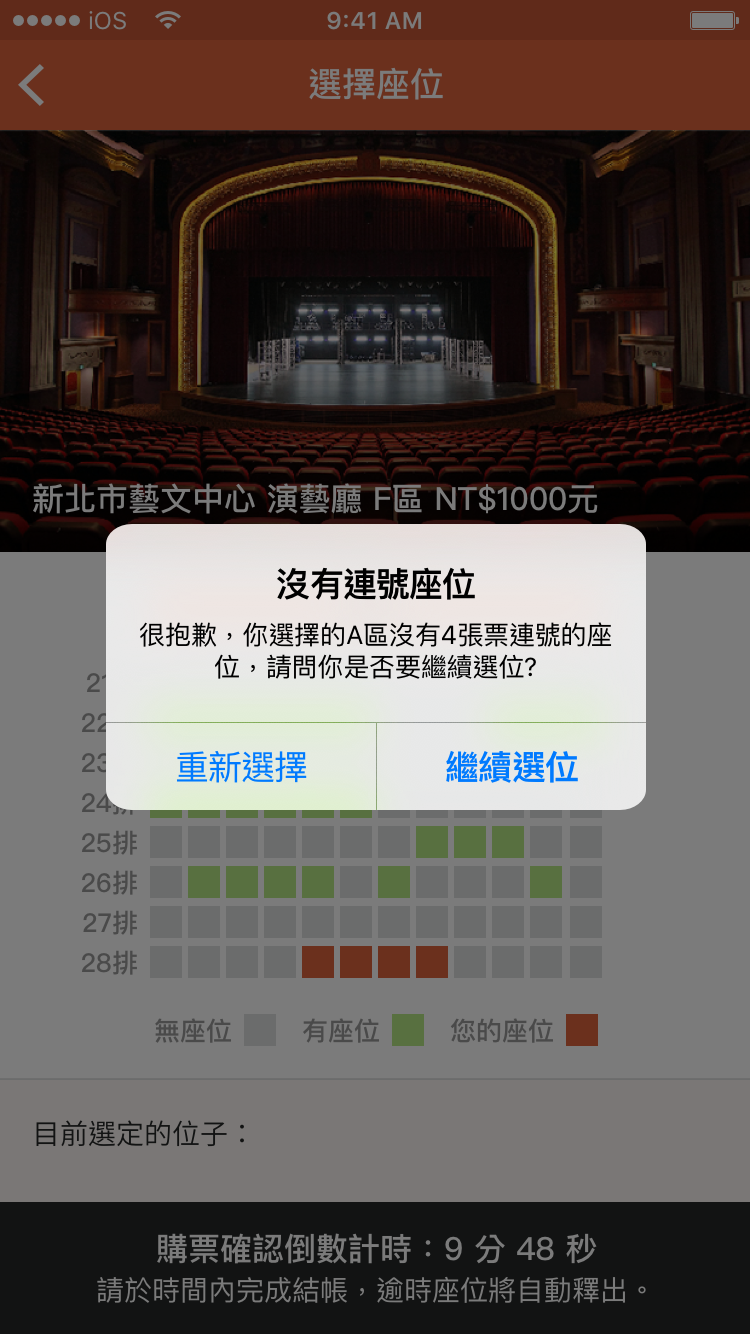 iOS 9:41 AM
選擇座位
新北市藝文中心 演藝廳 F區 NT$1000元
沒有連號座位
很抱歉，你選擇的A區沒有4張票連號的座
位，請問你是否要繼續選位?
重新選擇 繼續選位
25排
26排
27排
28排
無座位 有座位 您的座位
目前選定的位子：
購票確認倒數計時：9 分 48 秒
請於時間內完成結帳，逾時座位將自動釋出。